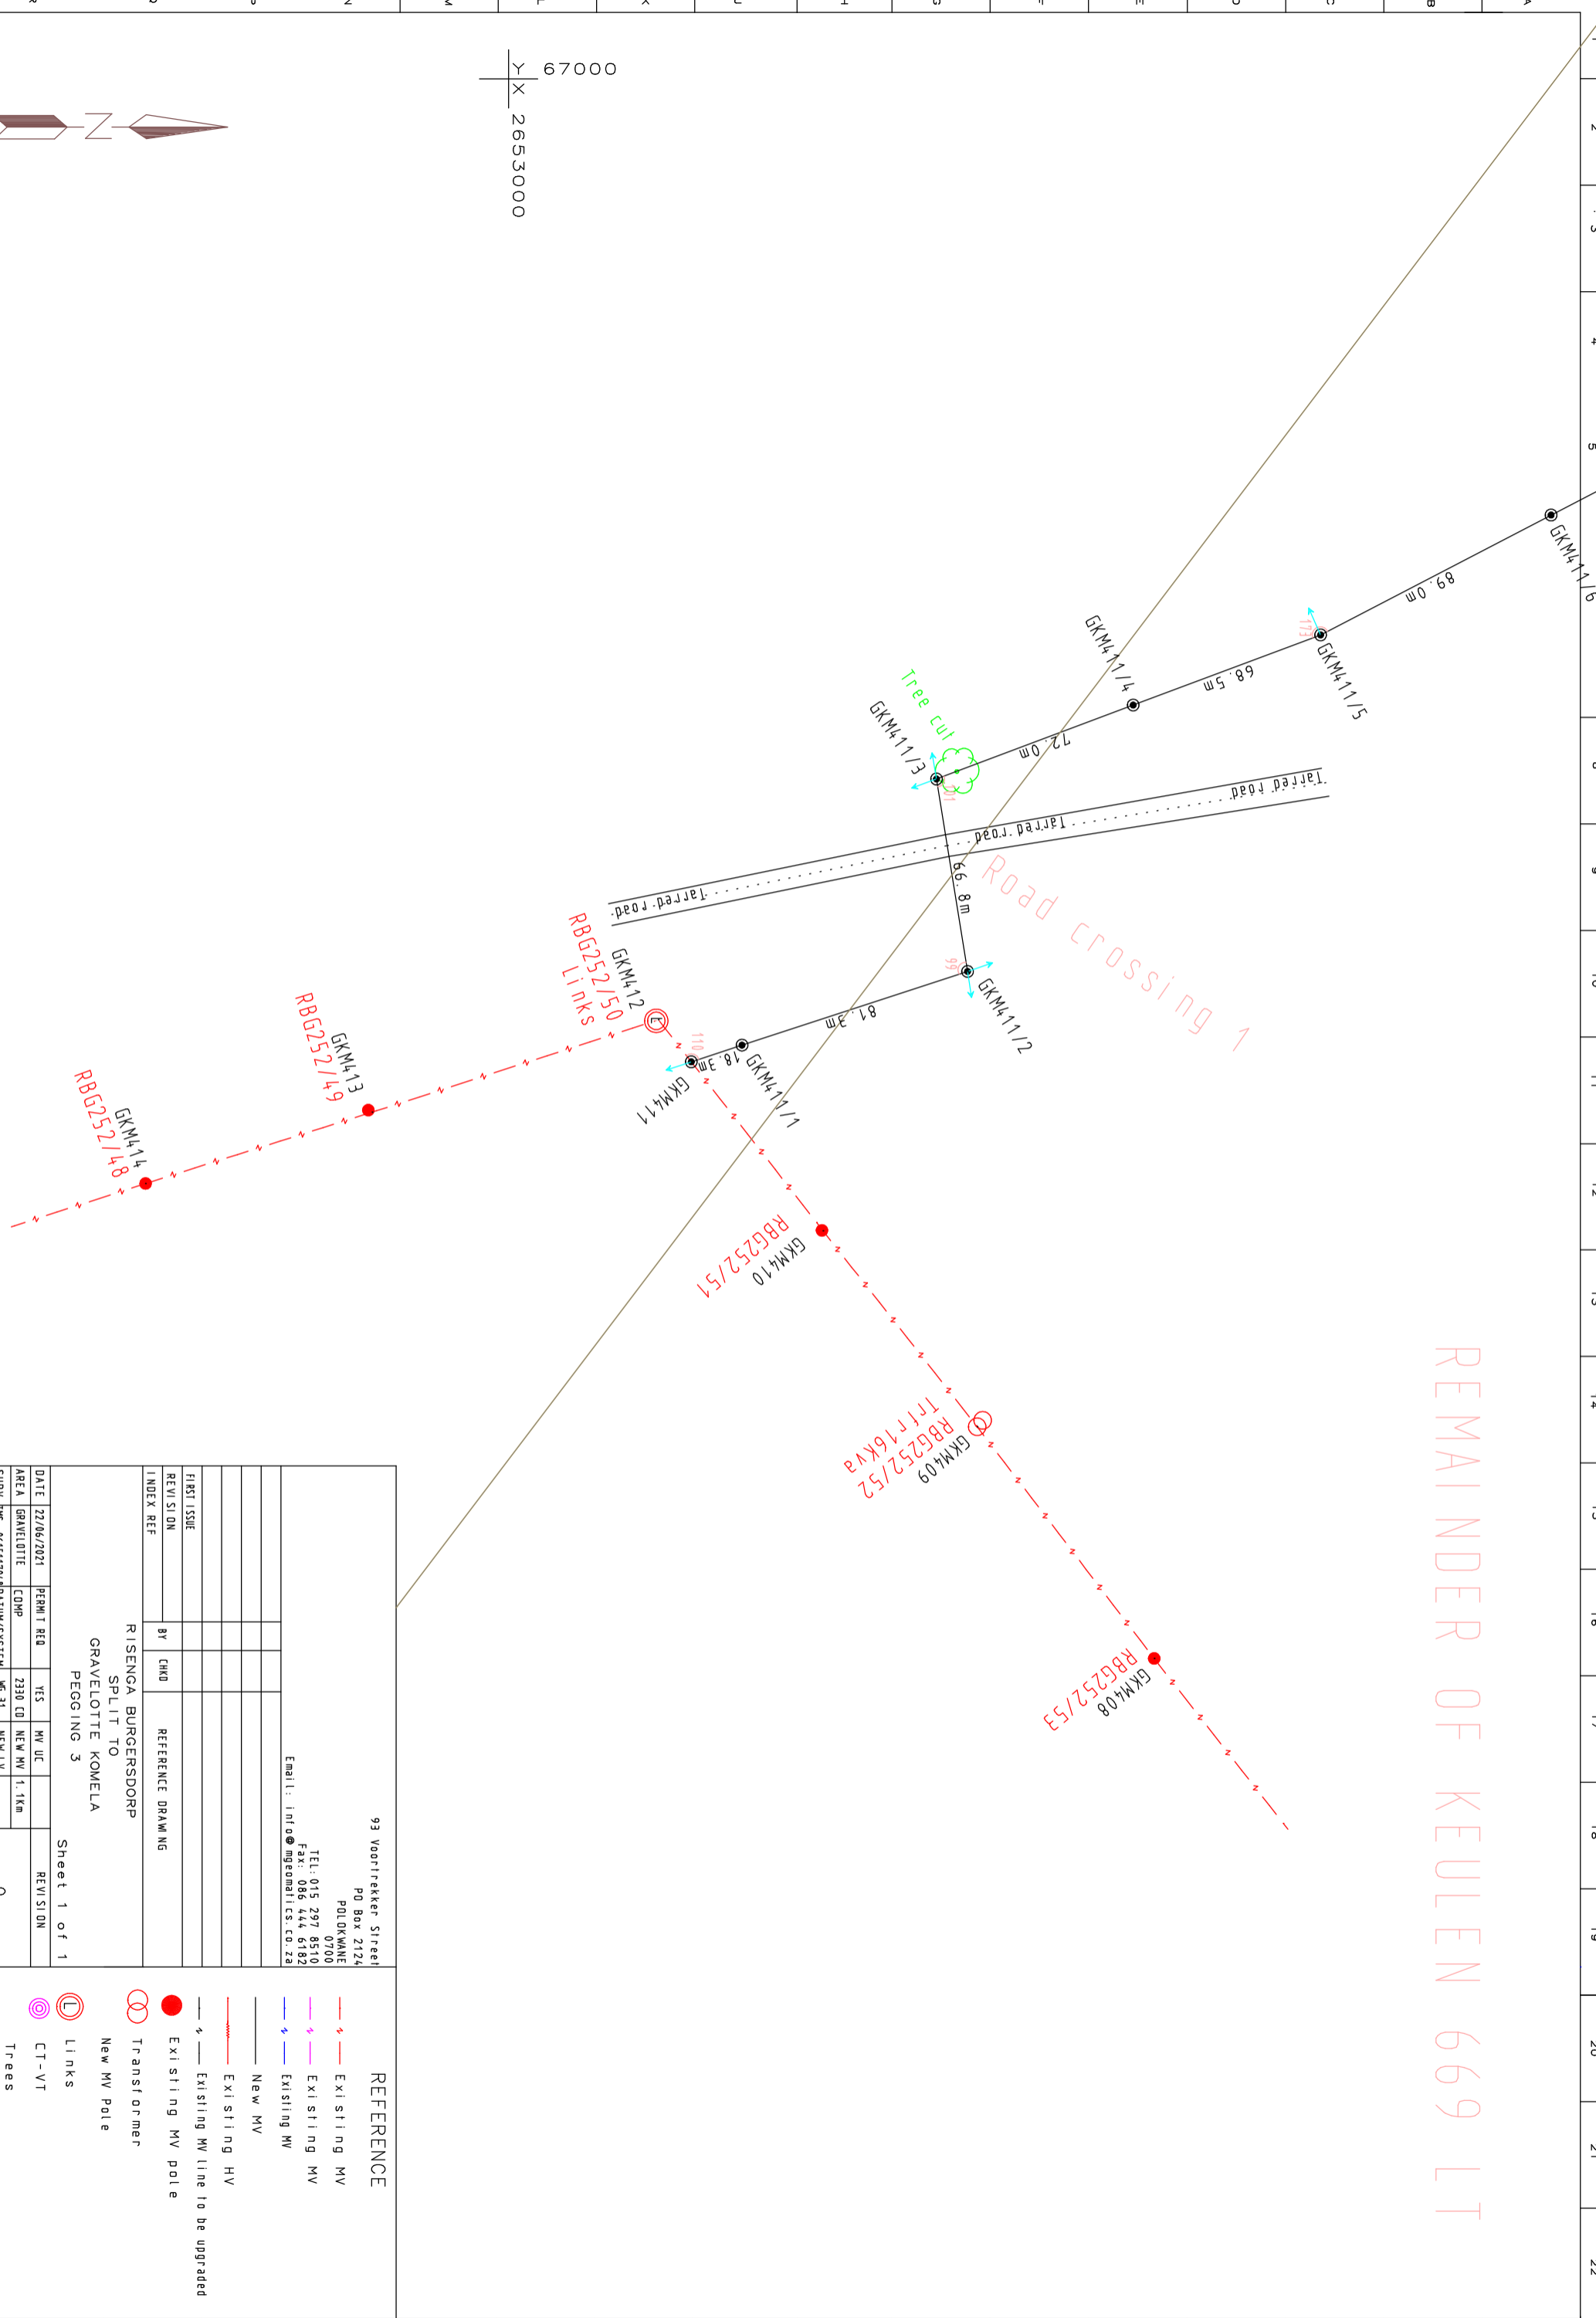 REMAINDER OF KEULEN 669 LT
67000
Y
X 2653000
N
GKM411/6
89.0m
173
GKM411/5
68.5m
GKM411/4
72.0m
Tree cut
GKM411/3
101
Tarred road
Tarred road
Tarred road
66.8m
Road crossing 1
99
GKM411/2
81.3m
GKM411/1
18.3m
110
GKM411
GKM412
RBG252/50
Links
L
GKM413
RBG252/49
GKM414
RBG252/48
GKM410
RBG252/51
GKM409
RBG252/52
Trfr16Kva
GKM408
RBG252/53
93 Voortrekker Street
PO Box 2124
POLOKWANE
0700
TEL:015 297 8510
Fax: 086 444 6182
Email: info@mgeomatics.co.za
FIRST ISSUE
REVISION BY CHKD REFERENCE DRAWING
INDEX REF
RISENGA BURGERSDORP
SPLIT TO
GRAVELOTTE KOMELA
PEGGING 3
Sheet 1 of 1
DATE 22/06/2021 PERMIT REQ YES MV UC REVISION
AREA GRAVELOTTE COMP 2330 CD NEW MV 1.1Km
REFERENCE
Existing MV
Existing MV
Existing MV
New MV
Existing HV
Existing MV line to be upgraded
Existing MV pole
Transformer
New MV Pole
L Links
CT-VT
Trees